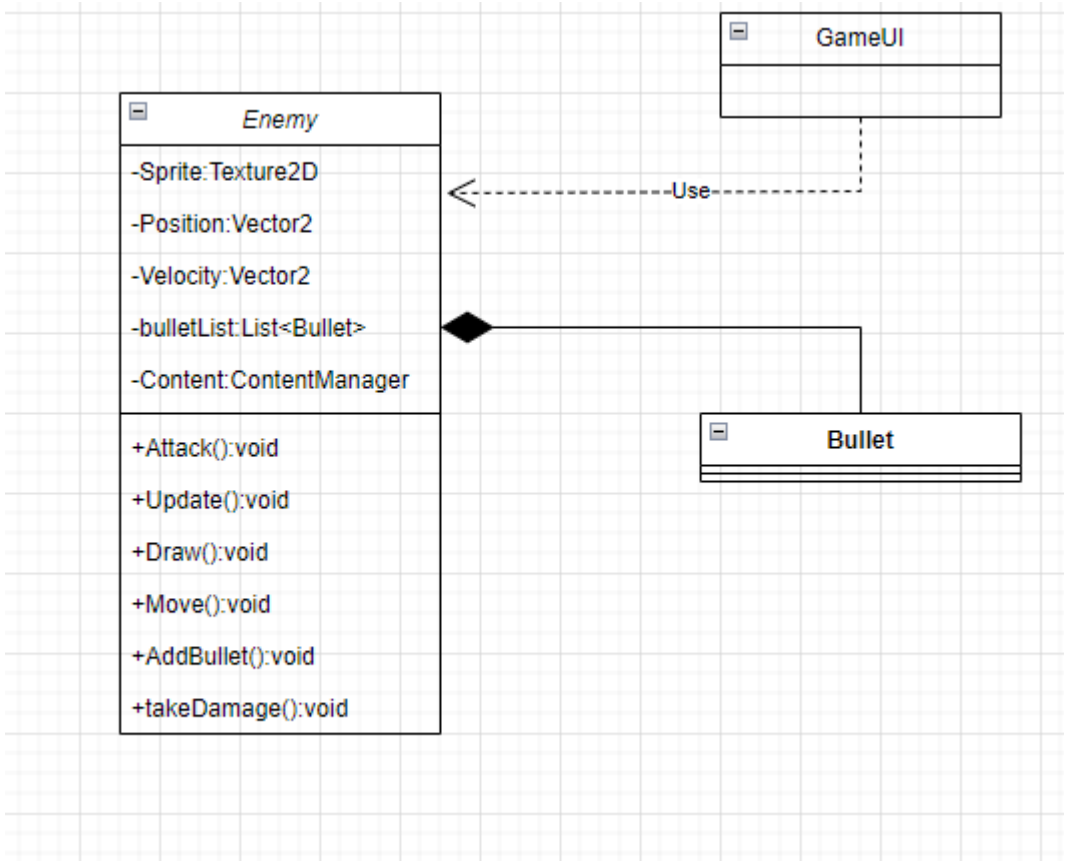 GameUI
Enemy
-Sprite:Texture2D
-Position:Vector2
-Velocity:Vector2
-bulletList:List<Bullet>
-Content:ContentManager
+Attack():void
+Update():void
+Draw():void
+Move():void
+AddBullet():void
+takeDamage():void
Use
Bullet